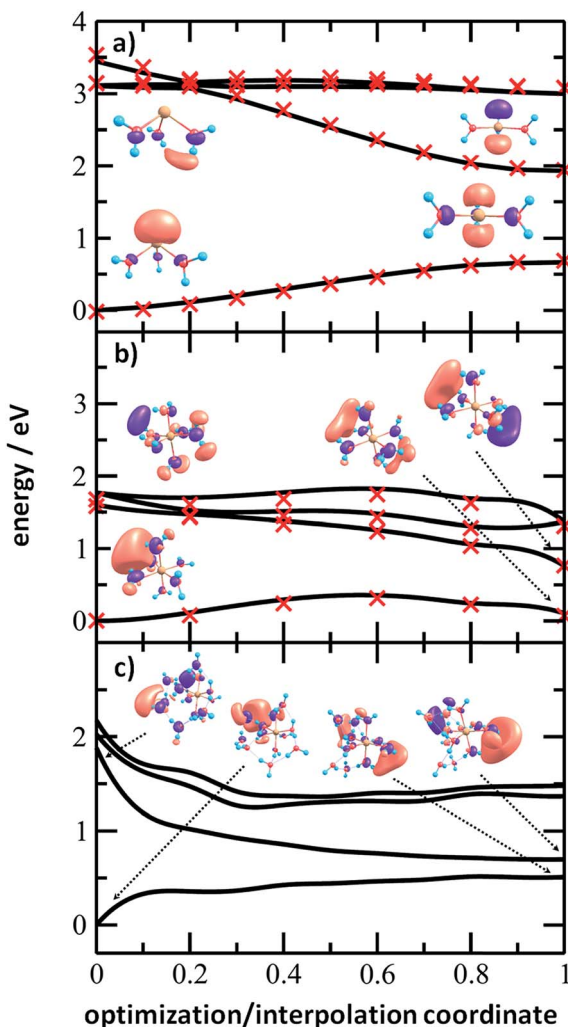 4
a)
3
2
1
0
b)
3
2
1
0
c)
2
1
0
energy / eV
0 0.2 0.4 0.6 0.8 1
optimization/interpolation coordinate